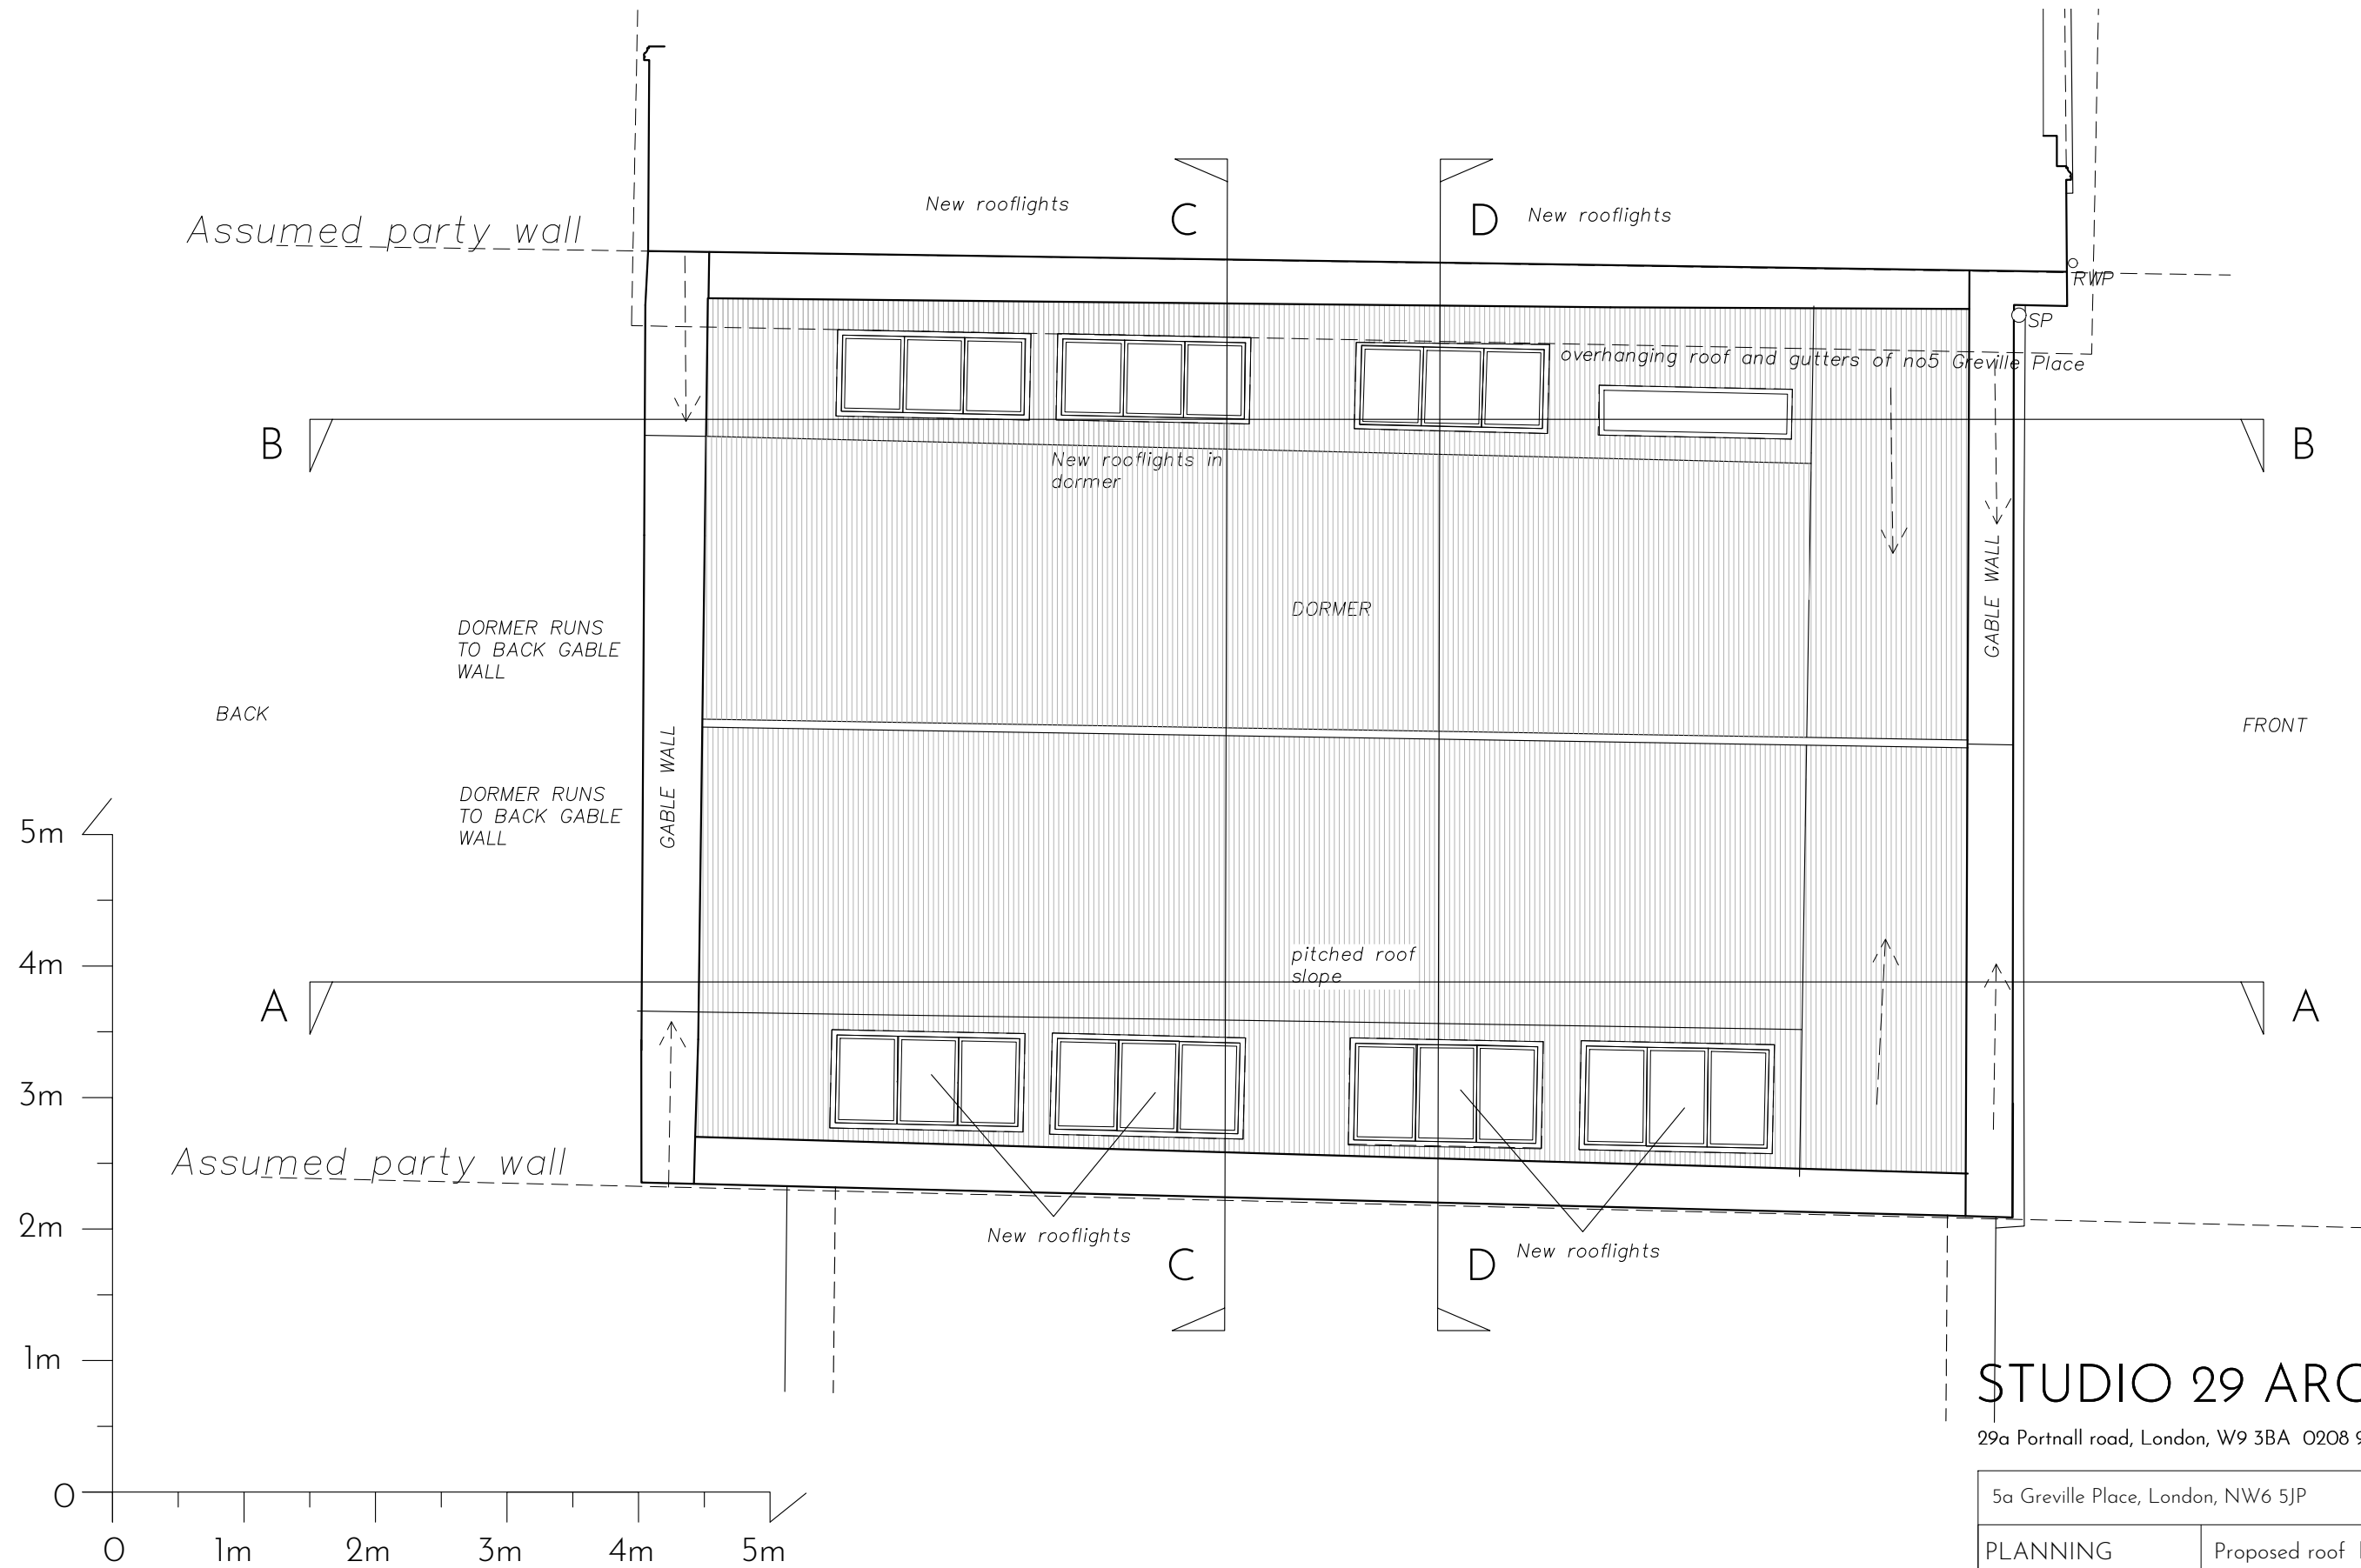 New rooflights
C
D
New rooflights
Assumed party wall
RWP
SP
overhanging roof and gutters of no5 Greville Place
B
B
New rooflights in
dormer
GABLE WALL
DORMER
DORMER RUNS
TO BACK GABLE
WALL
BACK
FRONT
GABLE WALL
DORMER RUNS
TO BACK GABLE
WALL
5m
4m
pitched roof
slope
A
A
3m
Assumed party wall
2m
New rooflights
New rooflights
C
D
1m
STUDIO 29 ARC
29a Portnall road, London, W9 3BA 0208 9
0
5a Greville Place, London, NW6 5JP
0
1m
2m
3m
4m
5m
PLANNING
Proposed roof